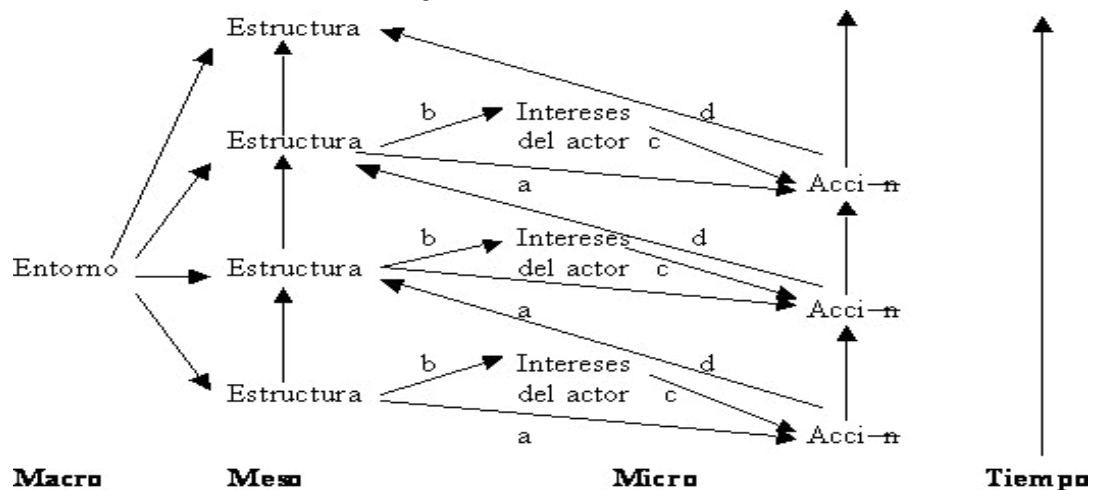 Estructura
b Intereses d
Estructura del actor c
a Acci—n
b Intereses d
Entorno Estructura del actor c
a Acci—n
b Intereses d
Estructura del actor c
a Acci—n
Macro Meso Micro Tiempo